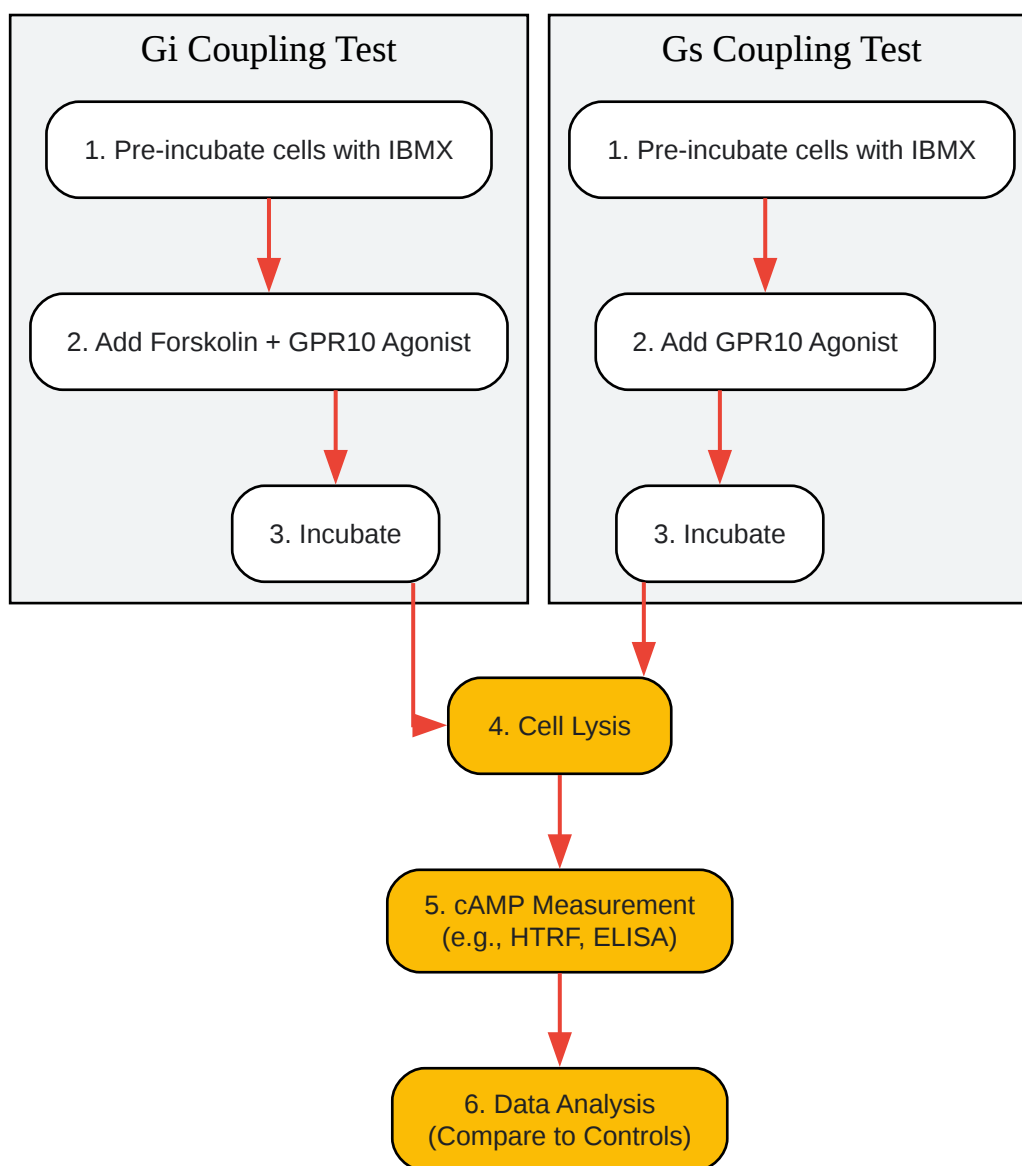 Gi Coupling Test
1. Pre-incubate cells with IBMX
2. Add Forskolin + GPR10 Agonist
3. Incubate
Gs Coupling Test
1. Pre-incubate cells with IBMX
2. Add GPR10 Agonist
3. Incubate
4. Cell Lysis
5. cAMP Measurement
(e.g., HTRF, ELISA)
6. Data Analysis
(Compare to Controls)